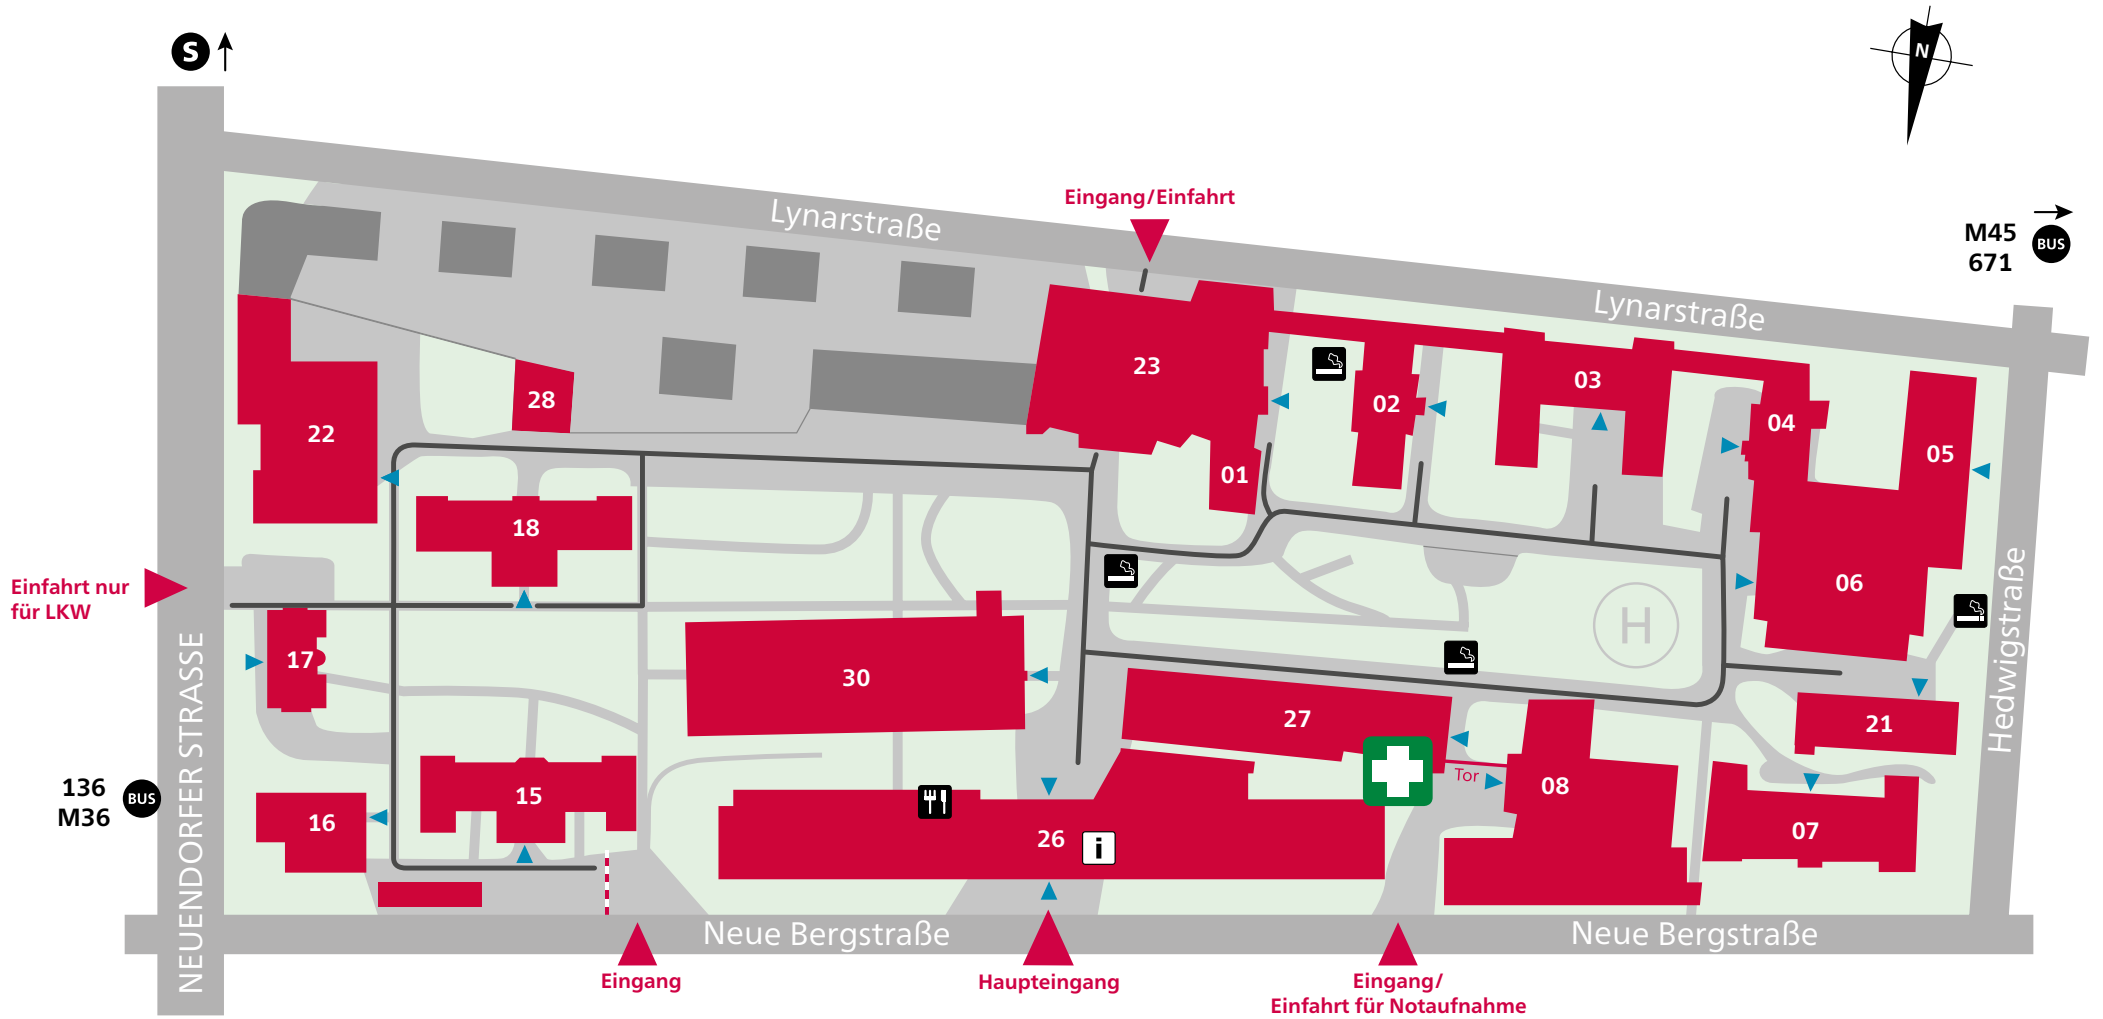 S
N
Eingang/Einfahrt
Lynarstraße
M45
671
BUS
Lynarstraße
23
03
28
02
04
22
01
05
18
Einfahrt nur
für LKW
H
06
17
30
27
21
NEUENDORFER STRASSE
Hedwigstraße
136
M36
BUS
16
15
26
i
Tor
08
07
Neue Bergstraße
Neue Bergstraße
Eingang
Haupteingang
Eingang/
Einfahrt für Notaufnahme